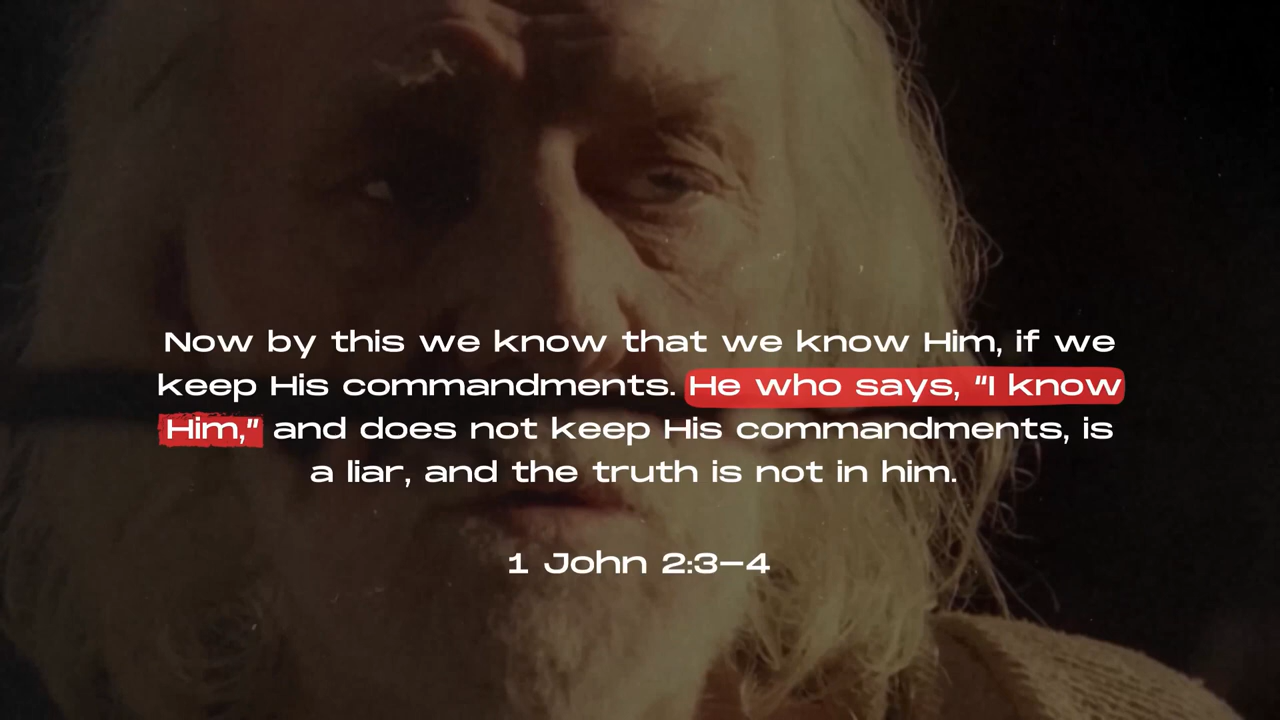 Now by this we know that we know Him, if we
keep His commandments. He who says, "I know
Him," and does not keep His commandments, is
a liar, and the truth is not in him.
1 John 2:3–4